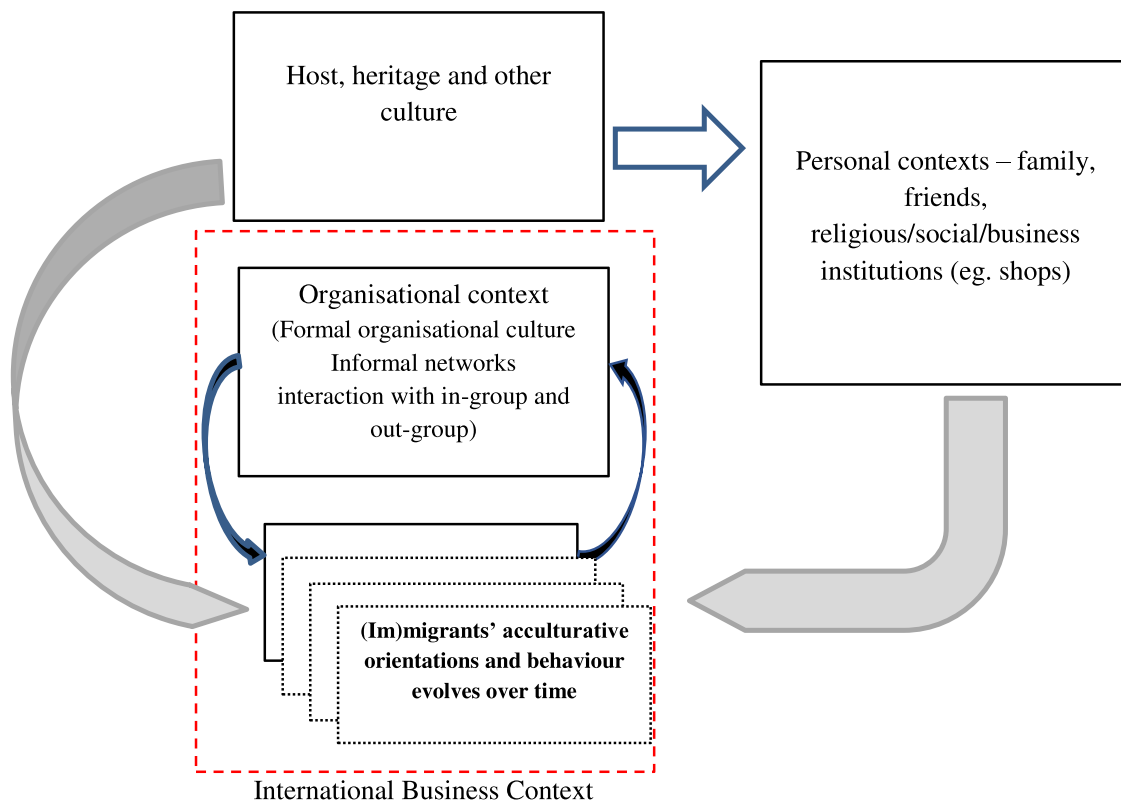 Host, heritage and other
culture
Personal contexts – family,
friends,
religious/social/business
institutions (eg. shops)
Organisational context
(Formal organisational culture
Informal networks
interaction with in-group and
out-group)
(Im)migrants’ acculturative
orientations and behaviour
evolves over time
International Business Context